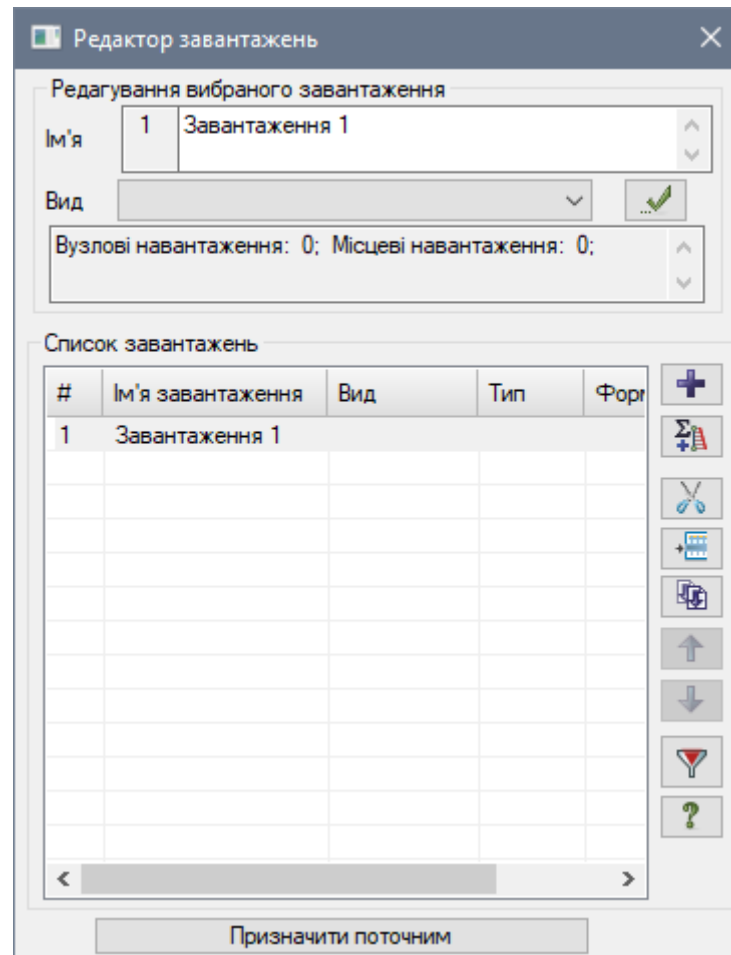 Редактор завантажень
Редагування вибраного завантаження
Ім'я 1 Завантаження 1
Вид
Вузлові навантаження: 0; Місцеві навантаження: 0;
Список завантажень
# Ім'я завантаження Вид Тип Форм
1 Завантаження 1
Призначити поточним